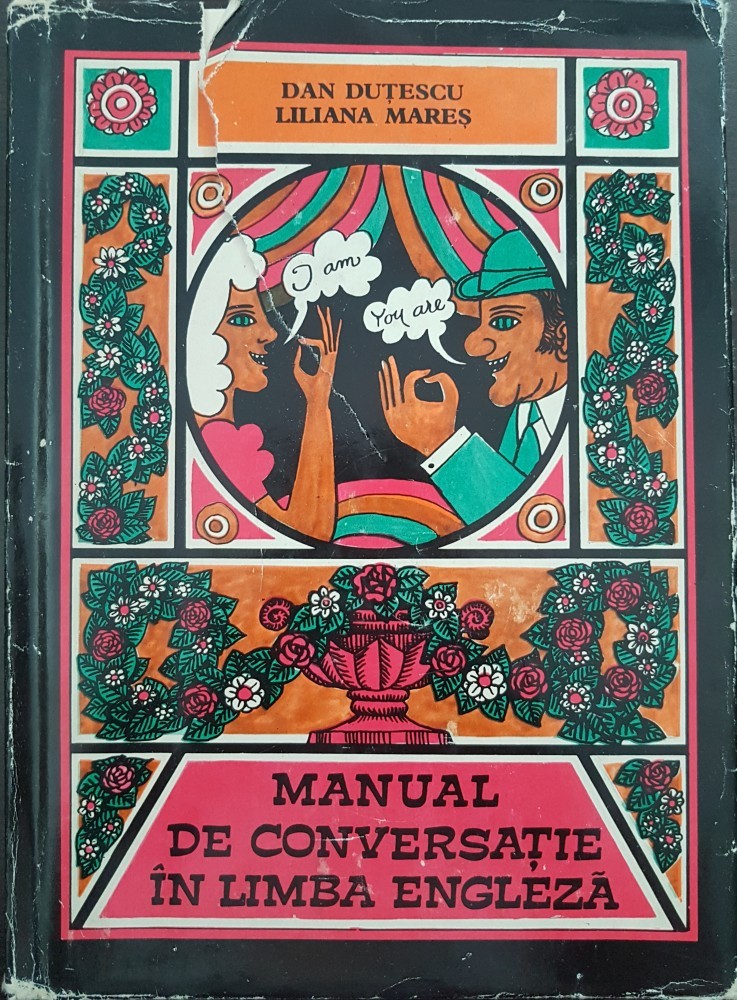 DAN DUȚESCU
LILIANA MAREȘ
I am
You are
MANUAL
DE CONVERSAȚIE
ÎN LIMBA ENGLEZĂ